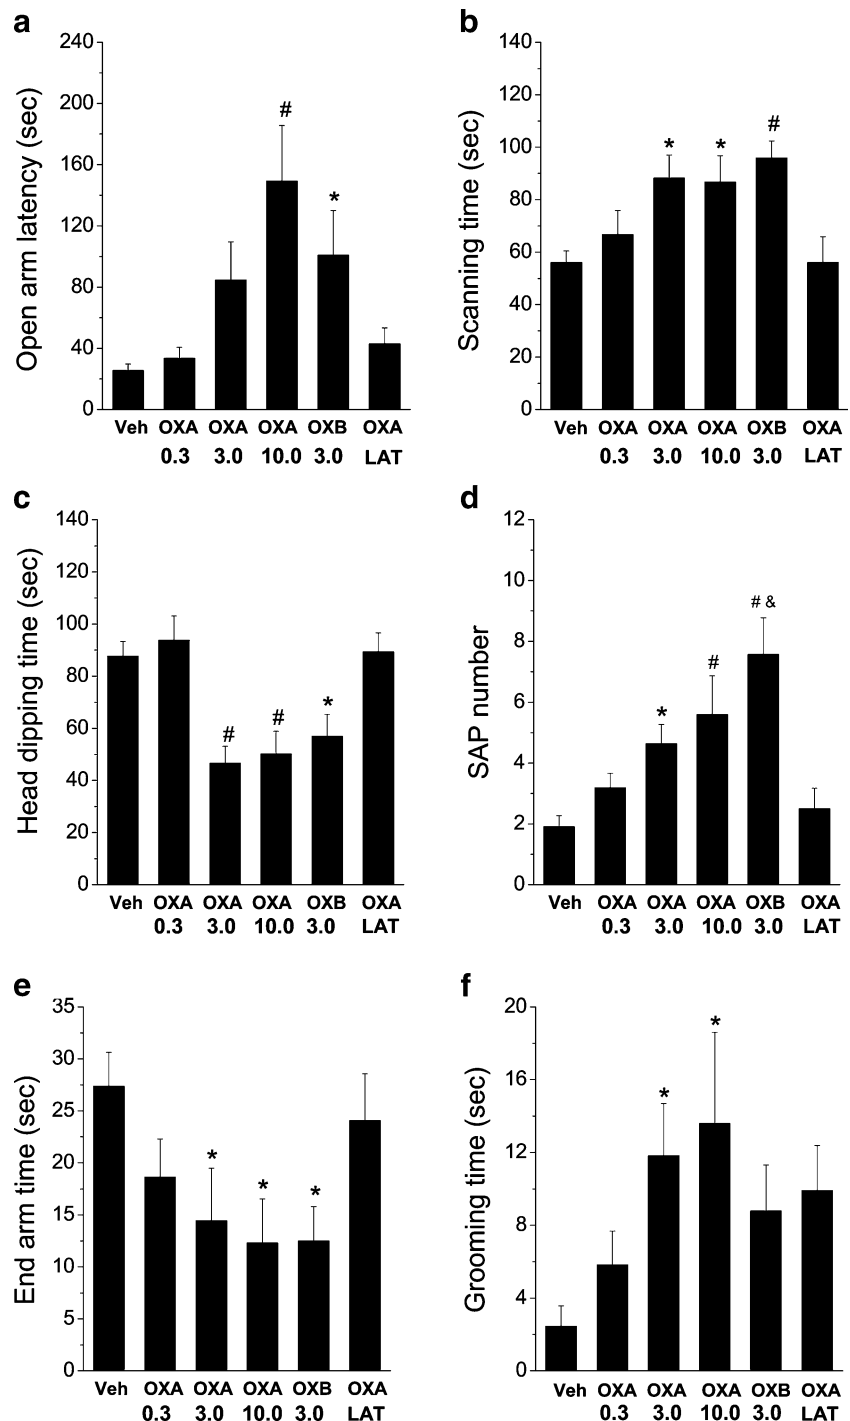 a
Open arm latency (sec)
240
200
160
120
80
40
0
#
*
Veh OXA OXA OXA OXB OXA
0.3 3.0 10.0 3.0 LAT
b
Scanning time (sec)
140
120
100
80
60
40
20
0
* * #
Veh OXA OXA OXA OXB OXA
0.3 3.0 10.0 3.0 LAT
c
Head dipping time (sec)
140
120
100
80
60
40
20
0
# # *
Veh OXA OXA OXA OXB OXA
0.3 3.0 10.0 3.0 LAT
d
SAP number
12
10
8
6
4
2
0
* # # &
Veh OXA OXA OXA OXB OXA
0.3 3.0 10.0 3.0 LAT
e
End arm time (sec)
35
30
25
20
15
10
5
0
* * *
Veh OXA OXA OXA OXB OXA
0.3 3.0 10.0 3.0 LAT
f
Grooming time (sec)
20
16
12
8
4
0
* *
Veh OXA OXA OXA OXB OXA
0.3 3.0 10.0 3.0 LAT